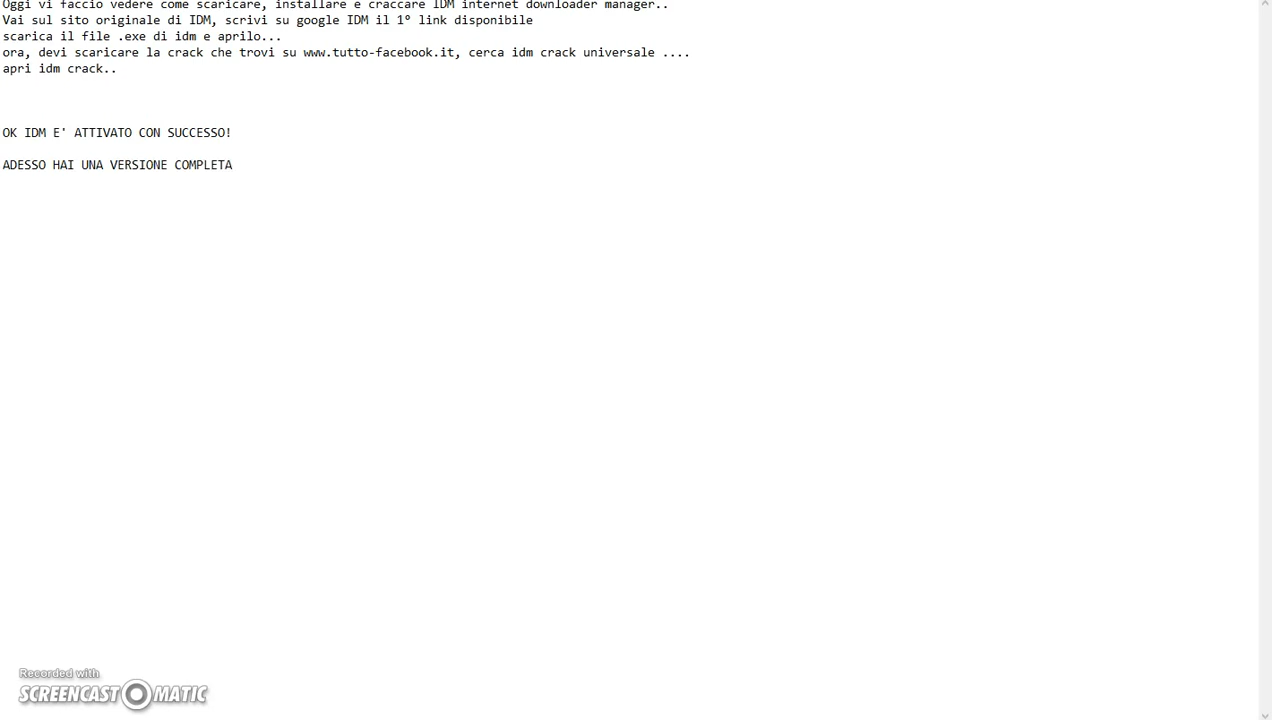 Oggi vi faccio vedere come scaricare, installare e craccare IDM internet downloader manager..
Vai sul sito originale di IDM, scrivi su google IDM il 1° link disponibile
scarica il file .exe di idm e aprilo...
ora, devi scaricare la crack che trovi su www.tutto-facebook.it, cerca idm crack universale ....
apri idm crack..
OK IDM E' ATTIVATO CON SUCCESSO!
ADESSO HAI UNA VERSIONE COMPLETA
Recorded with
SCREENCAST MATIC